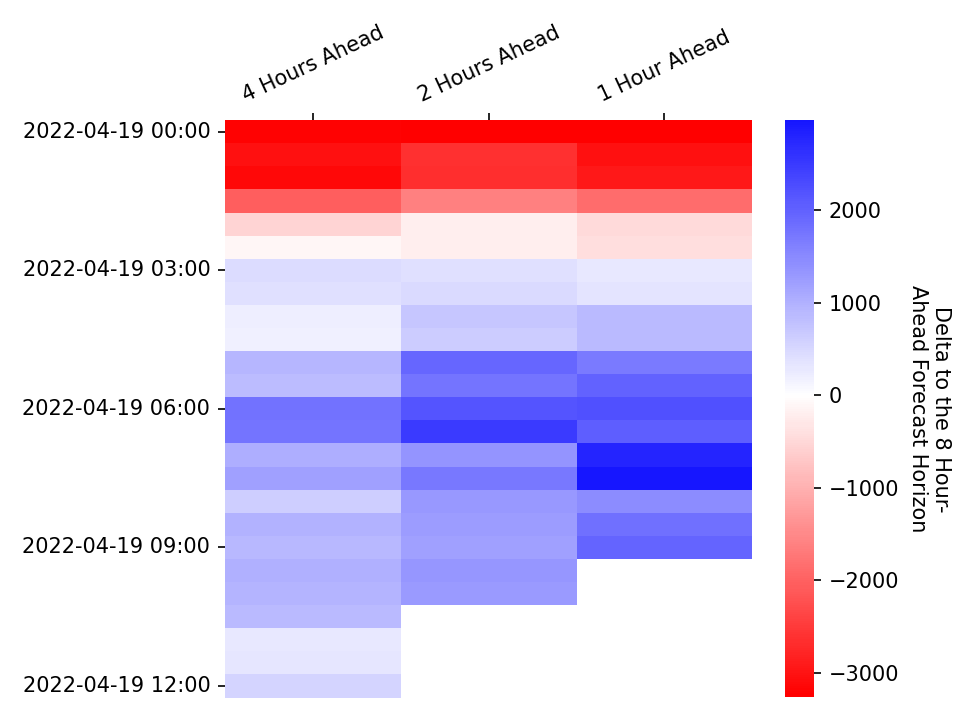 4 Hours Ahead
2 Hours Ahead
1 Hour Ahead
2022-04-19 00:00
2022-04-19 03:00
2022-04-19 06:00
2022-04-19 09:00
2022-04-19 12:00
2000
1000
0
−1000
−2000
−3000
Delta to the 8 Hour-
Ahead Forecast Horizon